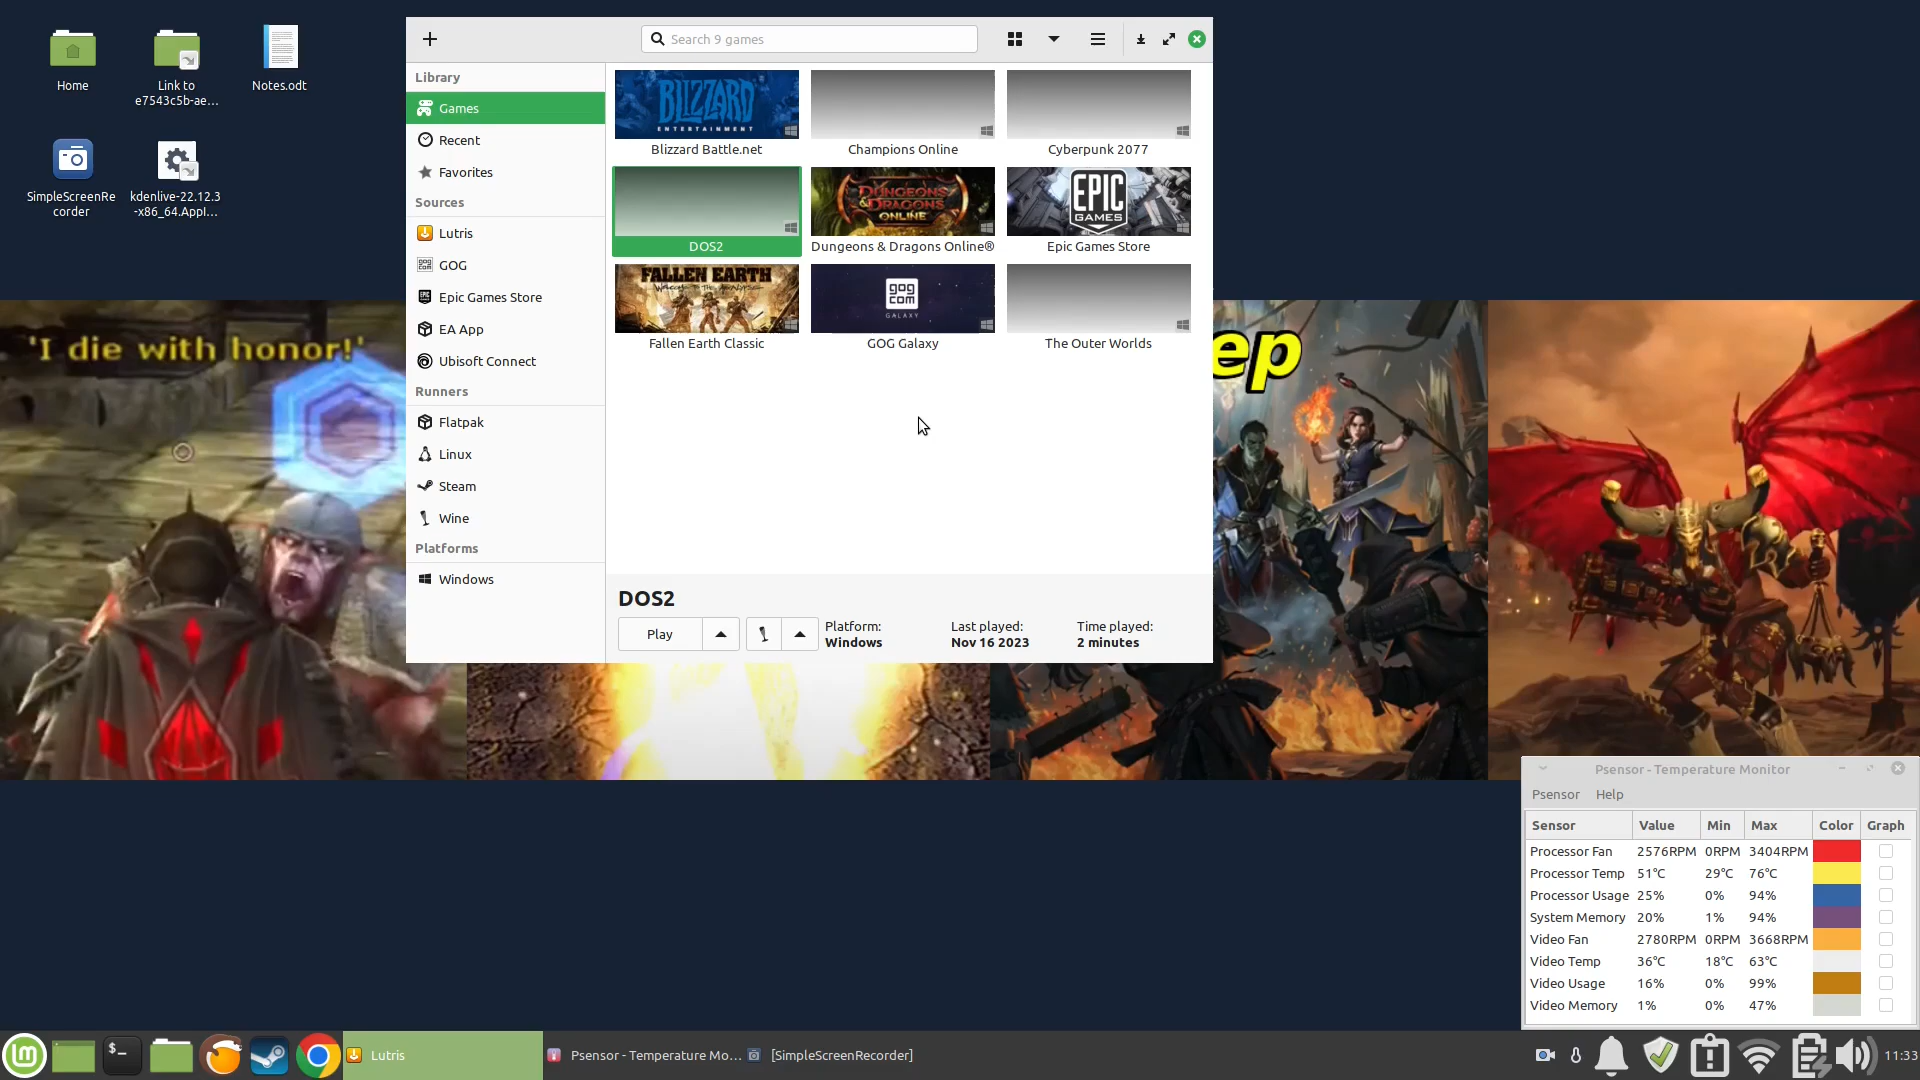 Home
Link to
e7543c5b-ae...
Notes.odt
SimpleScreenRe
corder
kdenlive-22.12.3
-x86_64.AppI...
Search 9 games
Library
Games
Recent
Favorites
Sources
Lutris
GOG
Epic Games Store
EA App
Ubisoft Connect
Runners
Flatpak
Linux
Steam
Wine
Platforms
Windows
BLIZZARD
ENTERTAINMENT
Blizzard Battle.net
Champions Online
Cyberpunk 2077
DOS2
DUNGEONS
& DRAGONS
ONLINE
Dungeons & Dragons Online®
EPIC
GAMES
Epic Games Store
FALLEN EARTH
WELCOME TO THE APOCALYPSE
Fallen Earth Classic
gog
com
GALAXY
GOG Galaxy
The Outer Worlds
DOS2
Play
Platform:
Windows
Last played:
Nov 16 2023
Time played:
2 minutes
'I die with honor!'
ep
Psensor - Temperature Monitor
Psensor Help
Sensor Value Min Max Color Graph
Processor Fan 2576RPM 0RPM 3404RPM
Processor Temp 51°C 29°C 76°C
Processor Usage 25% 0% 94%
System Memory 20% 1% 94%
Video Fan 2780RPM 0RPM 3668RPM
Video Temp 36°C 18°C 63°C
Video Usage 16% 0% 99%
Video Memory 1% 0% 47%
$_
Lutris
Psensor - Temperature Mo...
[SimpleScreenRecorder]
11:33